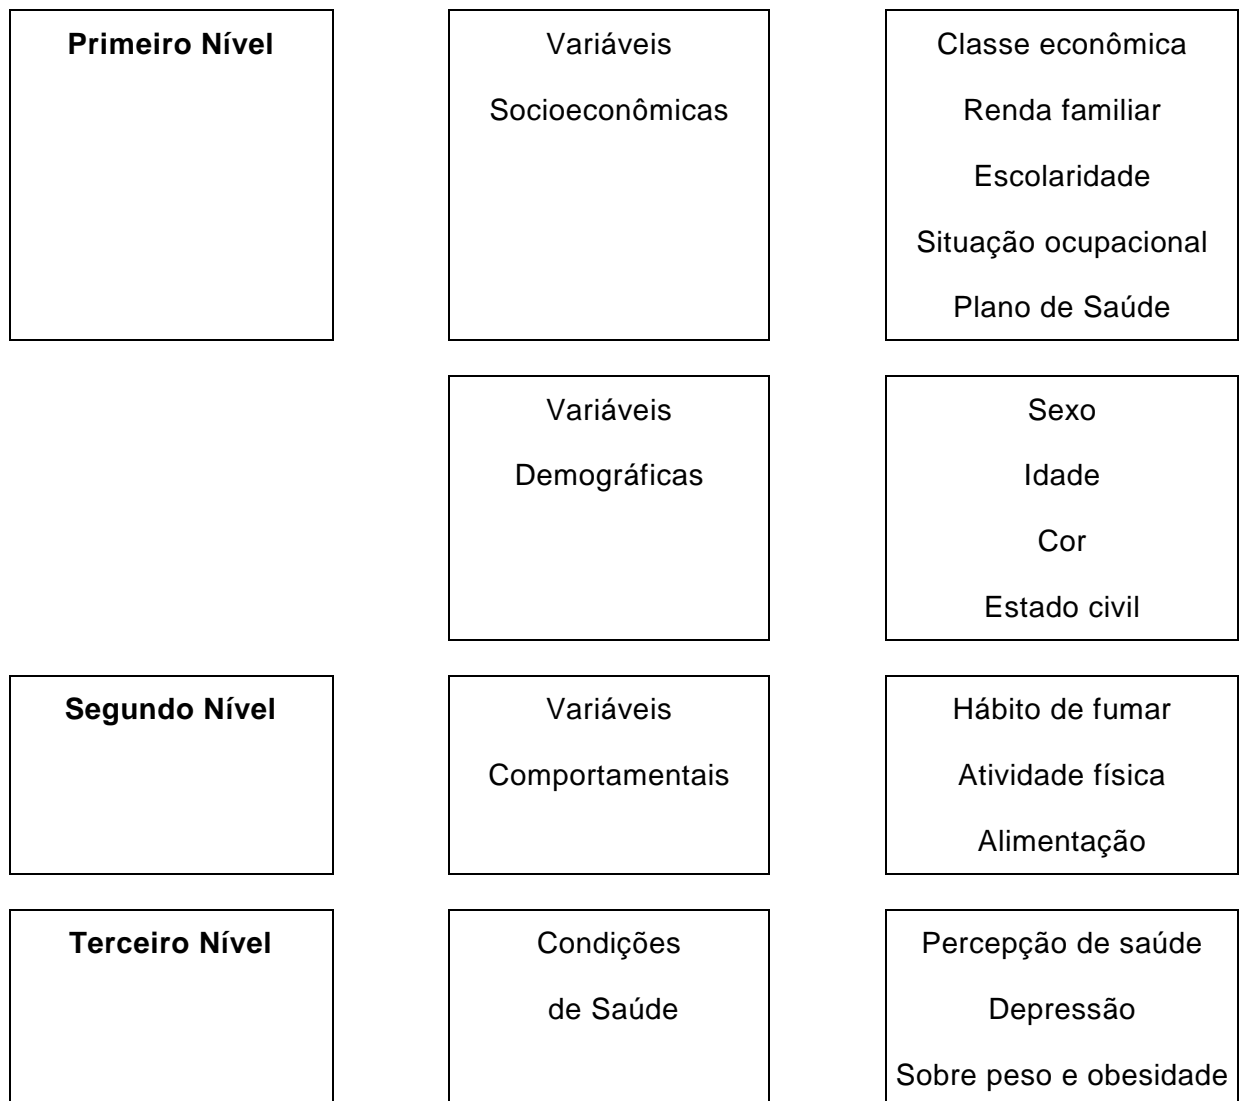 Primeiro Nível
Variáveis
Socioeconômicas
Classe econômica
Renda familiar
Escolaridade
Situação ocupacional
Plano de Saúde
Variáveis
Demográficas
Sexo
Idade
Cor
Estado civil
Segundo Nível
Variáveis
Comportamentais
Hábito de fumar
Atividade física
Alimentação
Terceiro Nível
Condições
de Saúde
Percepção de saúde
Depressão
Sobre peso e obesidade